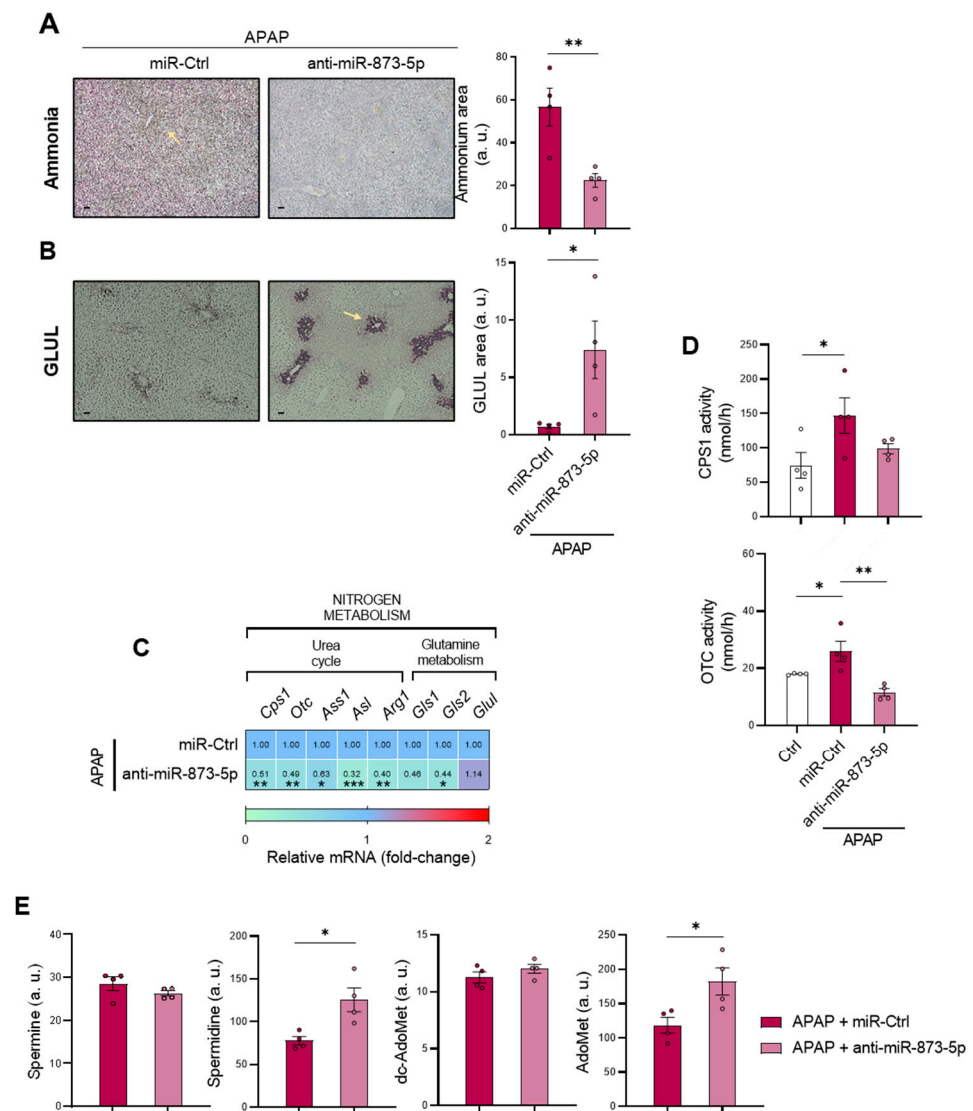 A
APAP
miR-Ctrl
anti-miR-873-5p
Ammonia
Ammonium area
(a. u.)
80
60
40
20
0
**
B
GLUL
GLUL area (a. u.)
15
10
5
0
*
miR-Ctrl
anti-miR-873-5p
APAP
C
NITROGEN
METABOLISM
Urea
cycle
Glutamine
metabolism
Cps1 Otc Ass1 Asl Arg1 Gls1 Gls2 Glul
APAP
miR-Ctrl
1.00 1.00 1.00 1.00 1.00 1.00 1.00 1.00
anti-miR-873-5p
0.51 0.49 0.63 0.32 0.40 0.46 0.44 1.14
** ** * *** ** *
0 1 2
Relative mRNA (fold-change)
D
CPS1 activity
(nmol/h)
250
200
150
100
50
0
*
OTC activity
(nmol/h)
60
40
20
0
* **
Ctrl
miR-Ctrl
anti-miR-873-5p
APAP
E
Spermine (a. u.)
40
30
20
10
0
Spermidine (a. u.)
200
150
100
50
0
*
dc-AdoMet (a. u.)
15
10
5
0
AdoMet (a. u.)
250
200
150
100
50
0
*
APAP + miR-Ctrl
APAP + anti-miR-873-5p